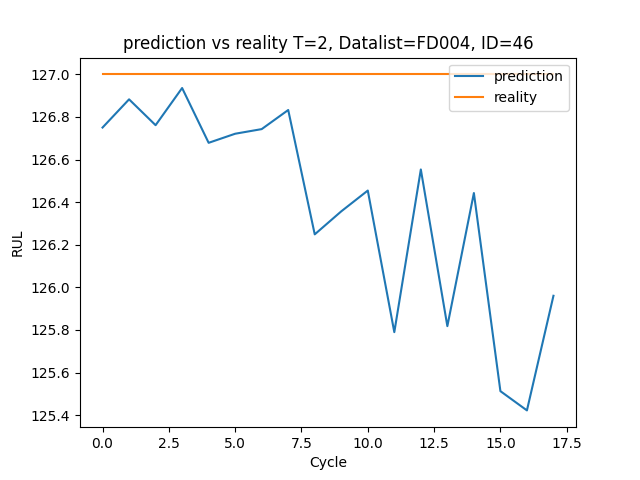 prediction vs reality T=2, Datalist=FD004, ID=46
prediction
reality
127.0
126.8
126.6
126.4
126.2
126.0
125.8
125.6
125.4
RUL
0.0 2.5 5.0 7.5 10.0 12.5 15.0 17.5
Cycle